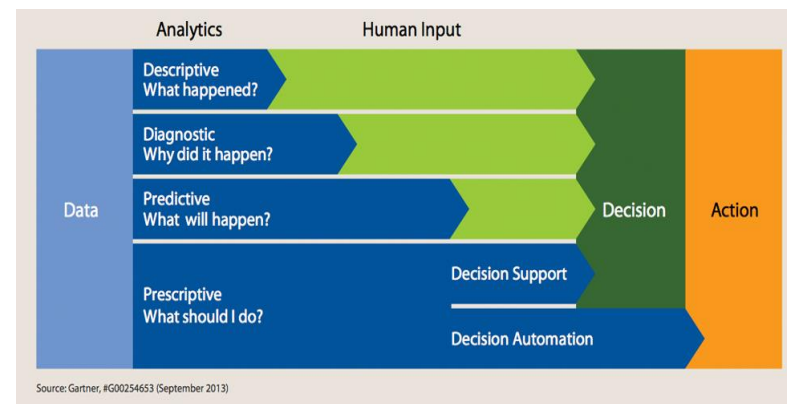 Analytics
Human Input
Descriptive
What happened?
Diagnostic
Why did it happen?
Predictive
What will happen?
Data
Decision
Action
Prescriptive
What should I do?
Decision Support
Decision Automation
Source: Gartner, #G00254653 (September 2013)